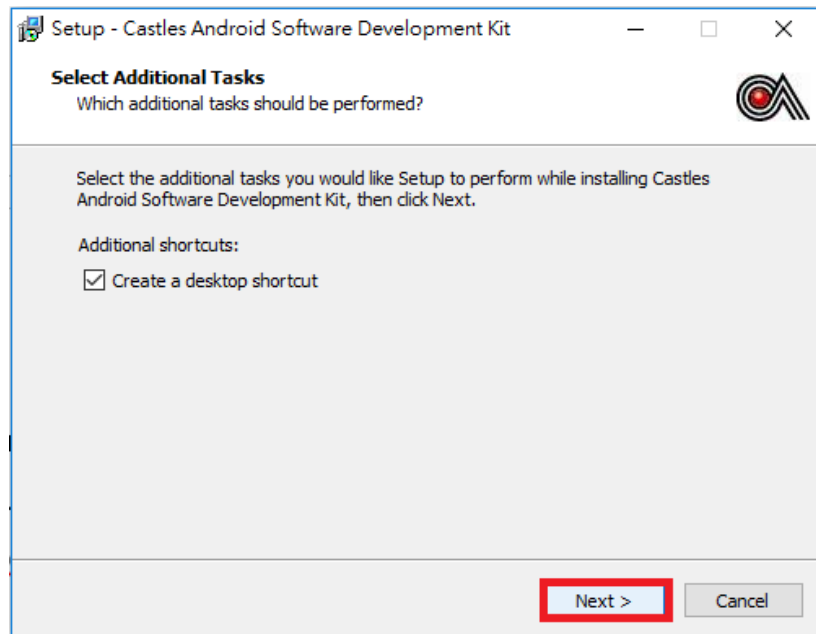 Setup - Castles Android Software Development Kit
Select Additional Tasks
Which additional tasks should be performed?
Select the additional tasks you would like Setup to perform while installing Castles
Android Software Development Kit, then click Next.
Additional shortcuts:
Create a desktop shortcut
Next >
Cancel